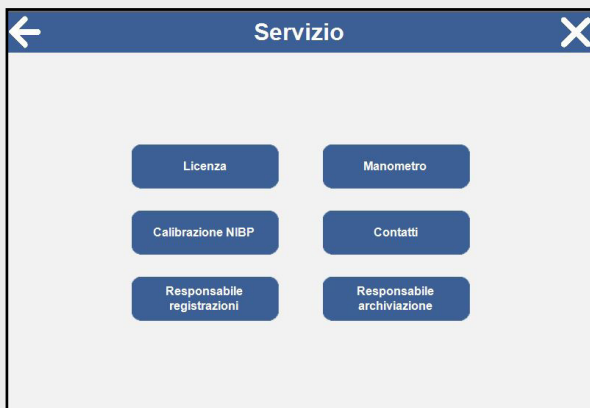 Servizio
Licenza
Manometro
Calibrazione NIBP
Contatti
Responsabile
registrazioni
Responsabile
archiviazione